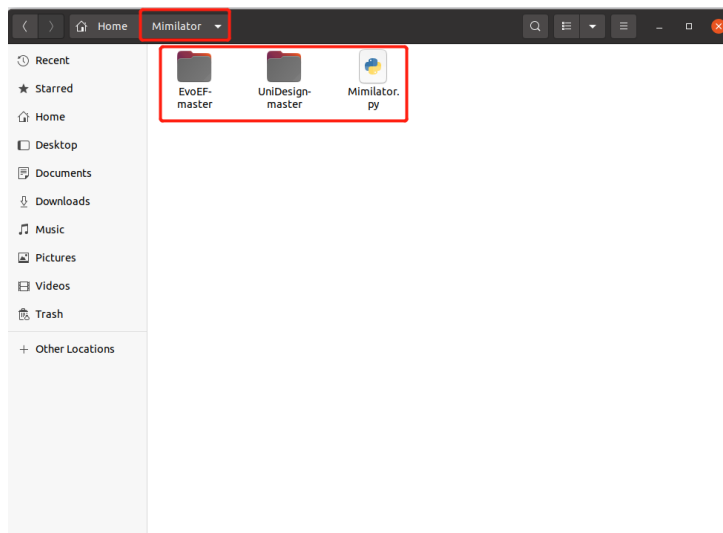 Home Mimilator
Recent
Starred
Home
Desktop
Documents
Downloads
Music
Pictures
Videos
Trash
Other Locations
EvoEF-
master
UniDesign-
master
Mimilator.
py